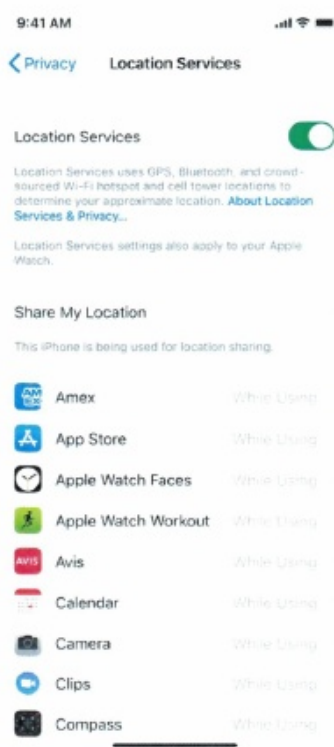 9:41 AM
Privacy Location Services
Location Services
Location Services uses GPS, Bluetooth, and crowd-
sourced Wi-Fi hotspot and cell tower locations to
determine your approximate location. About Location
Services & Privacy...
Location Services settings also apply to your Apple
Watch.
Share My Location
This iPhone is being used for location sharing.
AM EX Amex While Using
App Store While Using
Apple Watch Faces While Using
Apple Watch Workout While Using
AVIS Avis While Using
Calendar While Using
Camera While Using
Clips While Using
Compass While Using